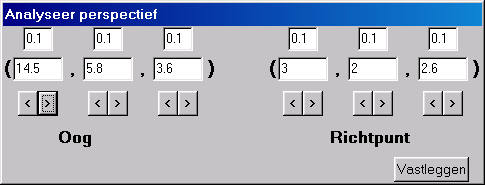 Analyseer perspectief
0.1 0.1 0.1 0.1 0.1 0.1
( 14.5 , 5.8 , 3.6 ) ( 3 , 2 , 2.6 )
< > < > < > < > < > < >
Oog Richtpunt
Vastleggen